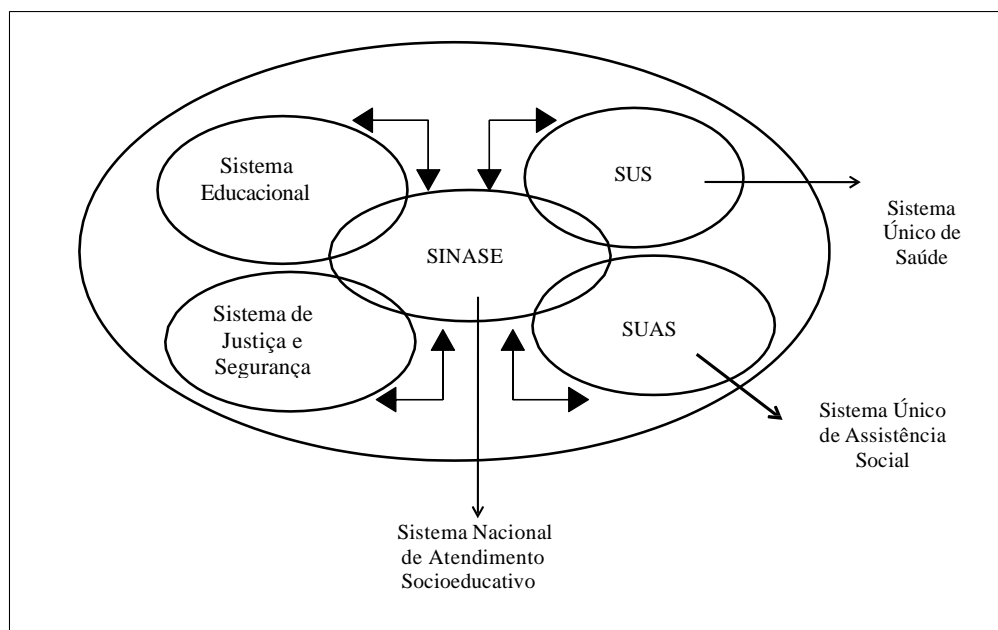 Sistema
Educacional
SUS
Sistema
Único de
Saúde
SINASE
Sistema de
Justiça e
Segurança
SUAS
Sistema Único
de Assistência
Social
Sistema Nacional
de Atendimento
Socioeducativo